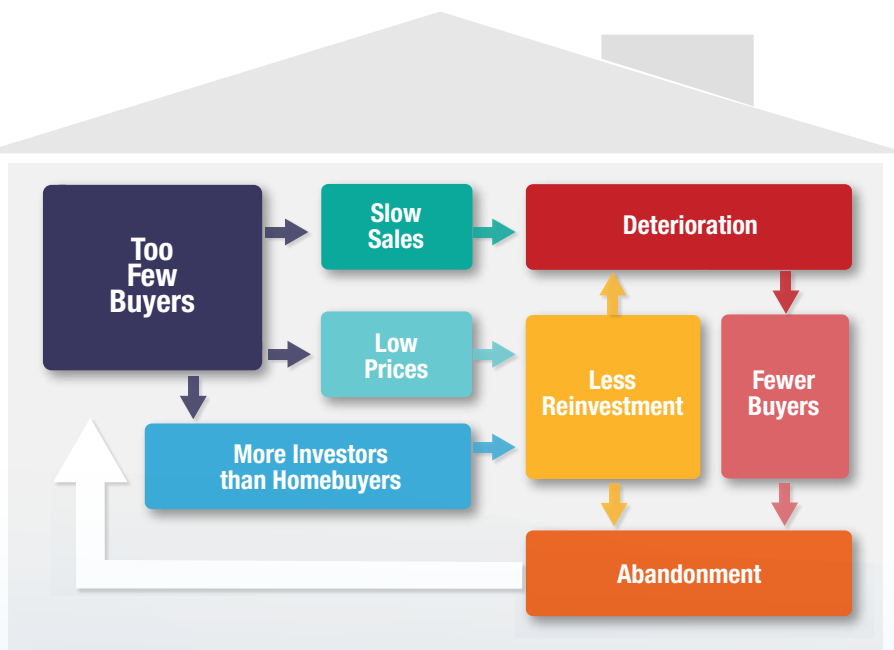 Too
Few
Buyers
Slow
Sales
Deterioration
Low
Prices
Less
Reinvestment
Fewer
Buyers
More Investors
than Homebuyers
Abandonment